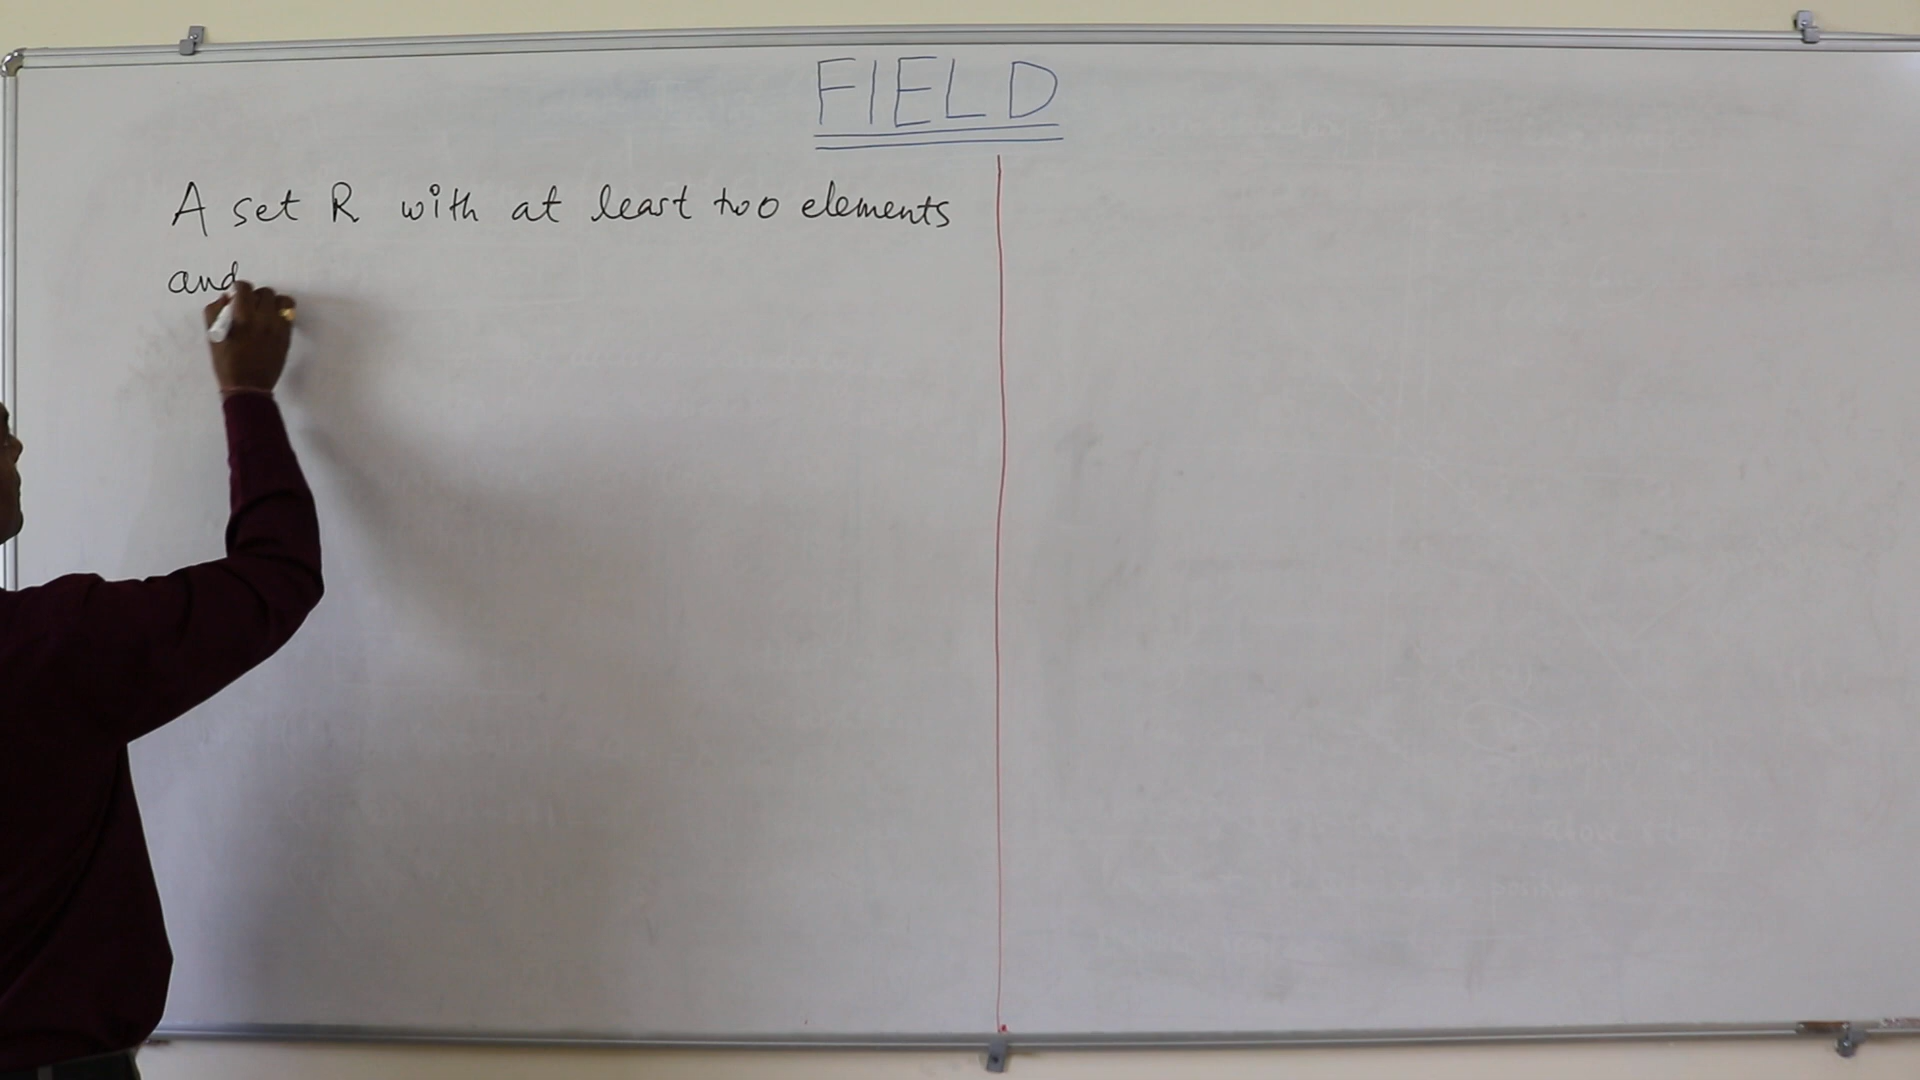 FIELD
A set R with at least two elements
and